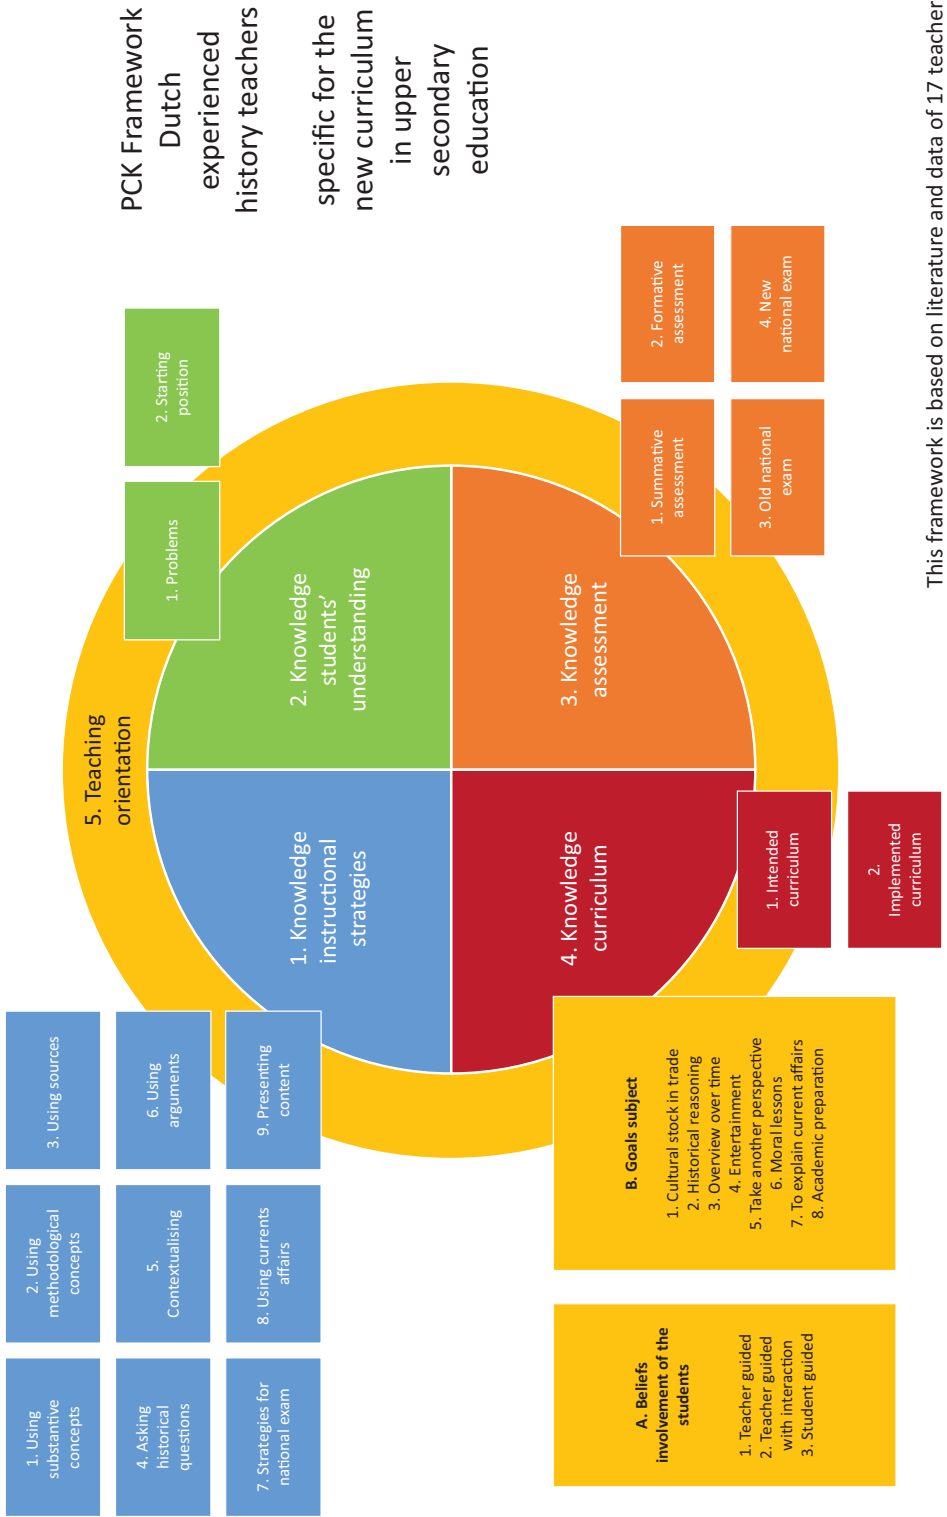 PCK Framework
Dutch
experienced
history teachers
specific for the
new curriculum
in upper
secondary
education
1. Using
substantive
concepts
2. Using
methodological
concepts
3. Using sources
4. Asking
historical
questions
5.
Contextualising
6. Using
arguments
7. Strategies for
national exam
8. Using currents
affairs
9. Presenting
content
5. Teaching
orientation
1. Problems
2. Starting
position
1. Knowledge
instructional
strategies
2. Knowledge
students’
understanding
4. Knowledge
curriculum
3. Knowledge
assessment
1. Summative
assessment
2. Formative
assessment
3. Old national
exam
4. New
national exam
1. Intended
curriculum
2.
Implemented
curriculum
A. Beliefs
involvement of the
students
1. Teacher guided
2. Teacher guided
with interaction
3. Student guided
B. Goals subject
1. Cultural stock in trade
2. Historical reasoning
3. Overview over time
4. Entertainment
5. Take another perspective
6. Moral lessons
7. To explain current affairs
8. Academic preparation
This framework is based on literature and data of 17 teacher